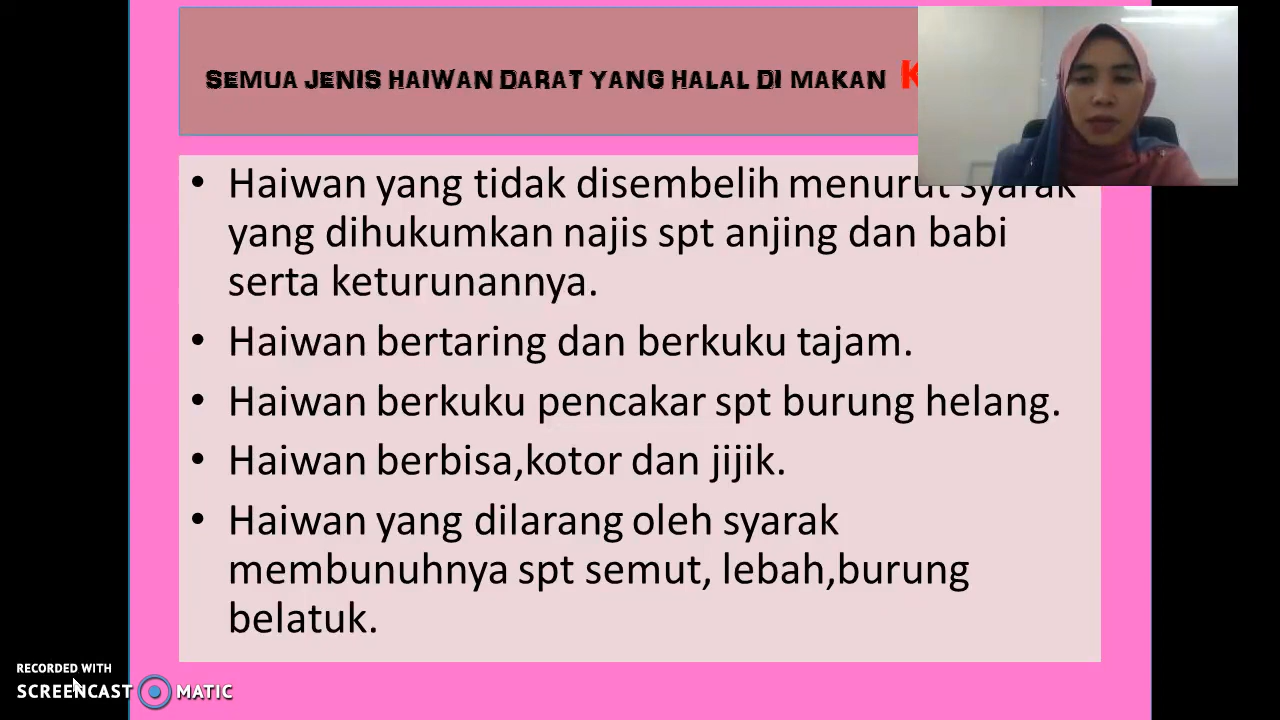 SEMUA JENIS HAIWAN DARAT YANG HALAL DI MAKAN
• Haiwan yang tidak disembelih menurut syarak
yang dihukumkan najis spt anjing dan babi
serta keturunannya.
• Haiwan bertaring dan berkuku tajam.
• Haiwan berkuku pencakar spt burung helang.
• Haiwan berbisa,kotor dan jijik.
• Haiwan yang dilarang oleh syarak
membunuhnya spt semut, lebah,burung
belatuk.
RECORDED WITH
SCREENCAST MATIC